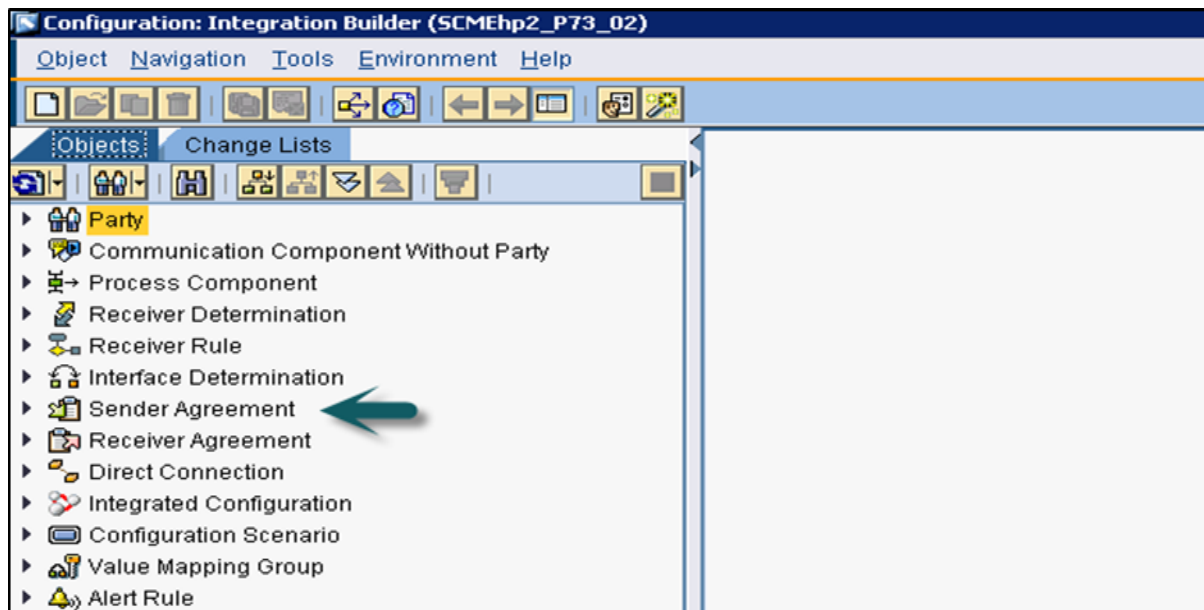 Configuration: Integration Builder (SCMEhp2_P73_02)
Object Navigation Tools Environment Help
Objects Change Lists
Party
Communication Component Without Party
Process Component
Receiver Determination
Receiver Rule
Interface Determination
Sender Agreement
Receiver Agreement
Direct Connection
Integrated Configuration
Configuration Scenario
Value Mapping Group
Alert Rule